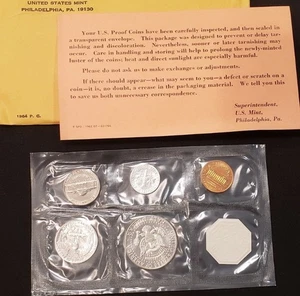 UNITED STATES MINT
PHILADELPHIA, PA. 19130
Your U.S. Proof Coins have been carefully inspected, and then sealed in
a transparent envelope. This package was designed to prevent or delay tar-
nishing and discoloration. Nevertheless, sooner or later toning may
occur. Care in handling and storing will help to prolong the newly-minted
luster of the coins; heat and direct sunlight are especially harmful.
Please do not ask us to make exchanges or adjustments.
If there should appear—what may seem to you—a defect or scratch on a
coin—it is, no doubt, a crease in the packaging material. We tell you this
to save us both unnecessary correspondence.
Superintendent,
U.S. Mint,
Philadelphia, Pa.
1964 P. C.